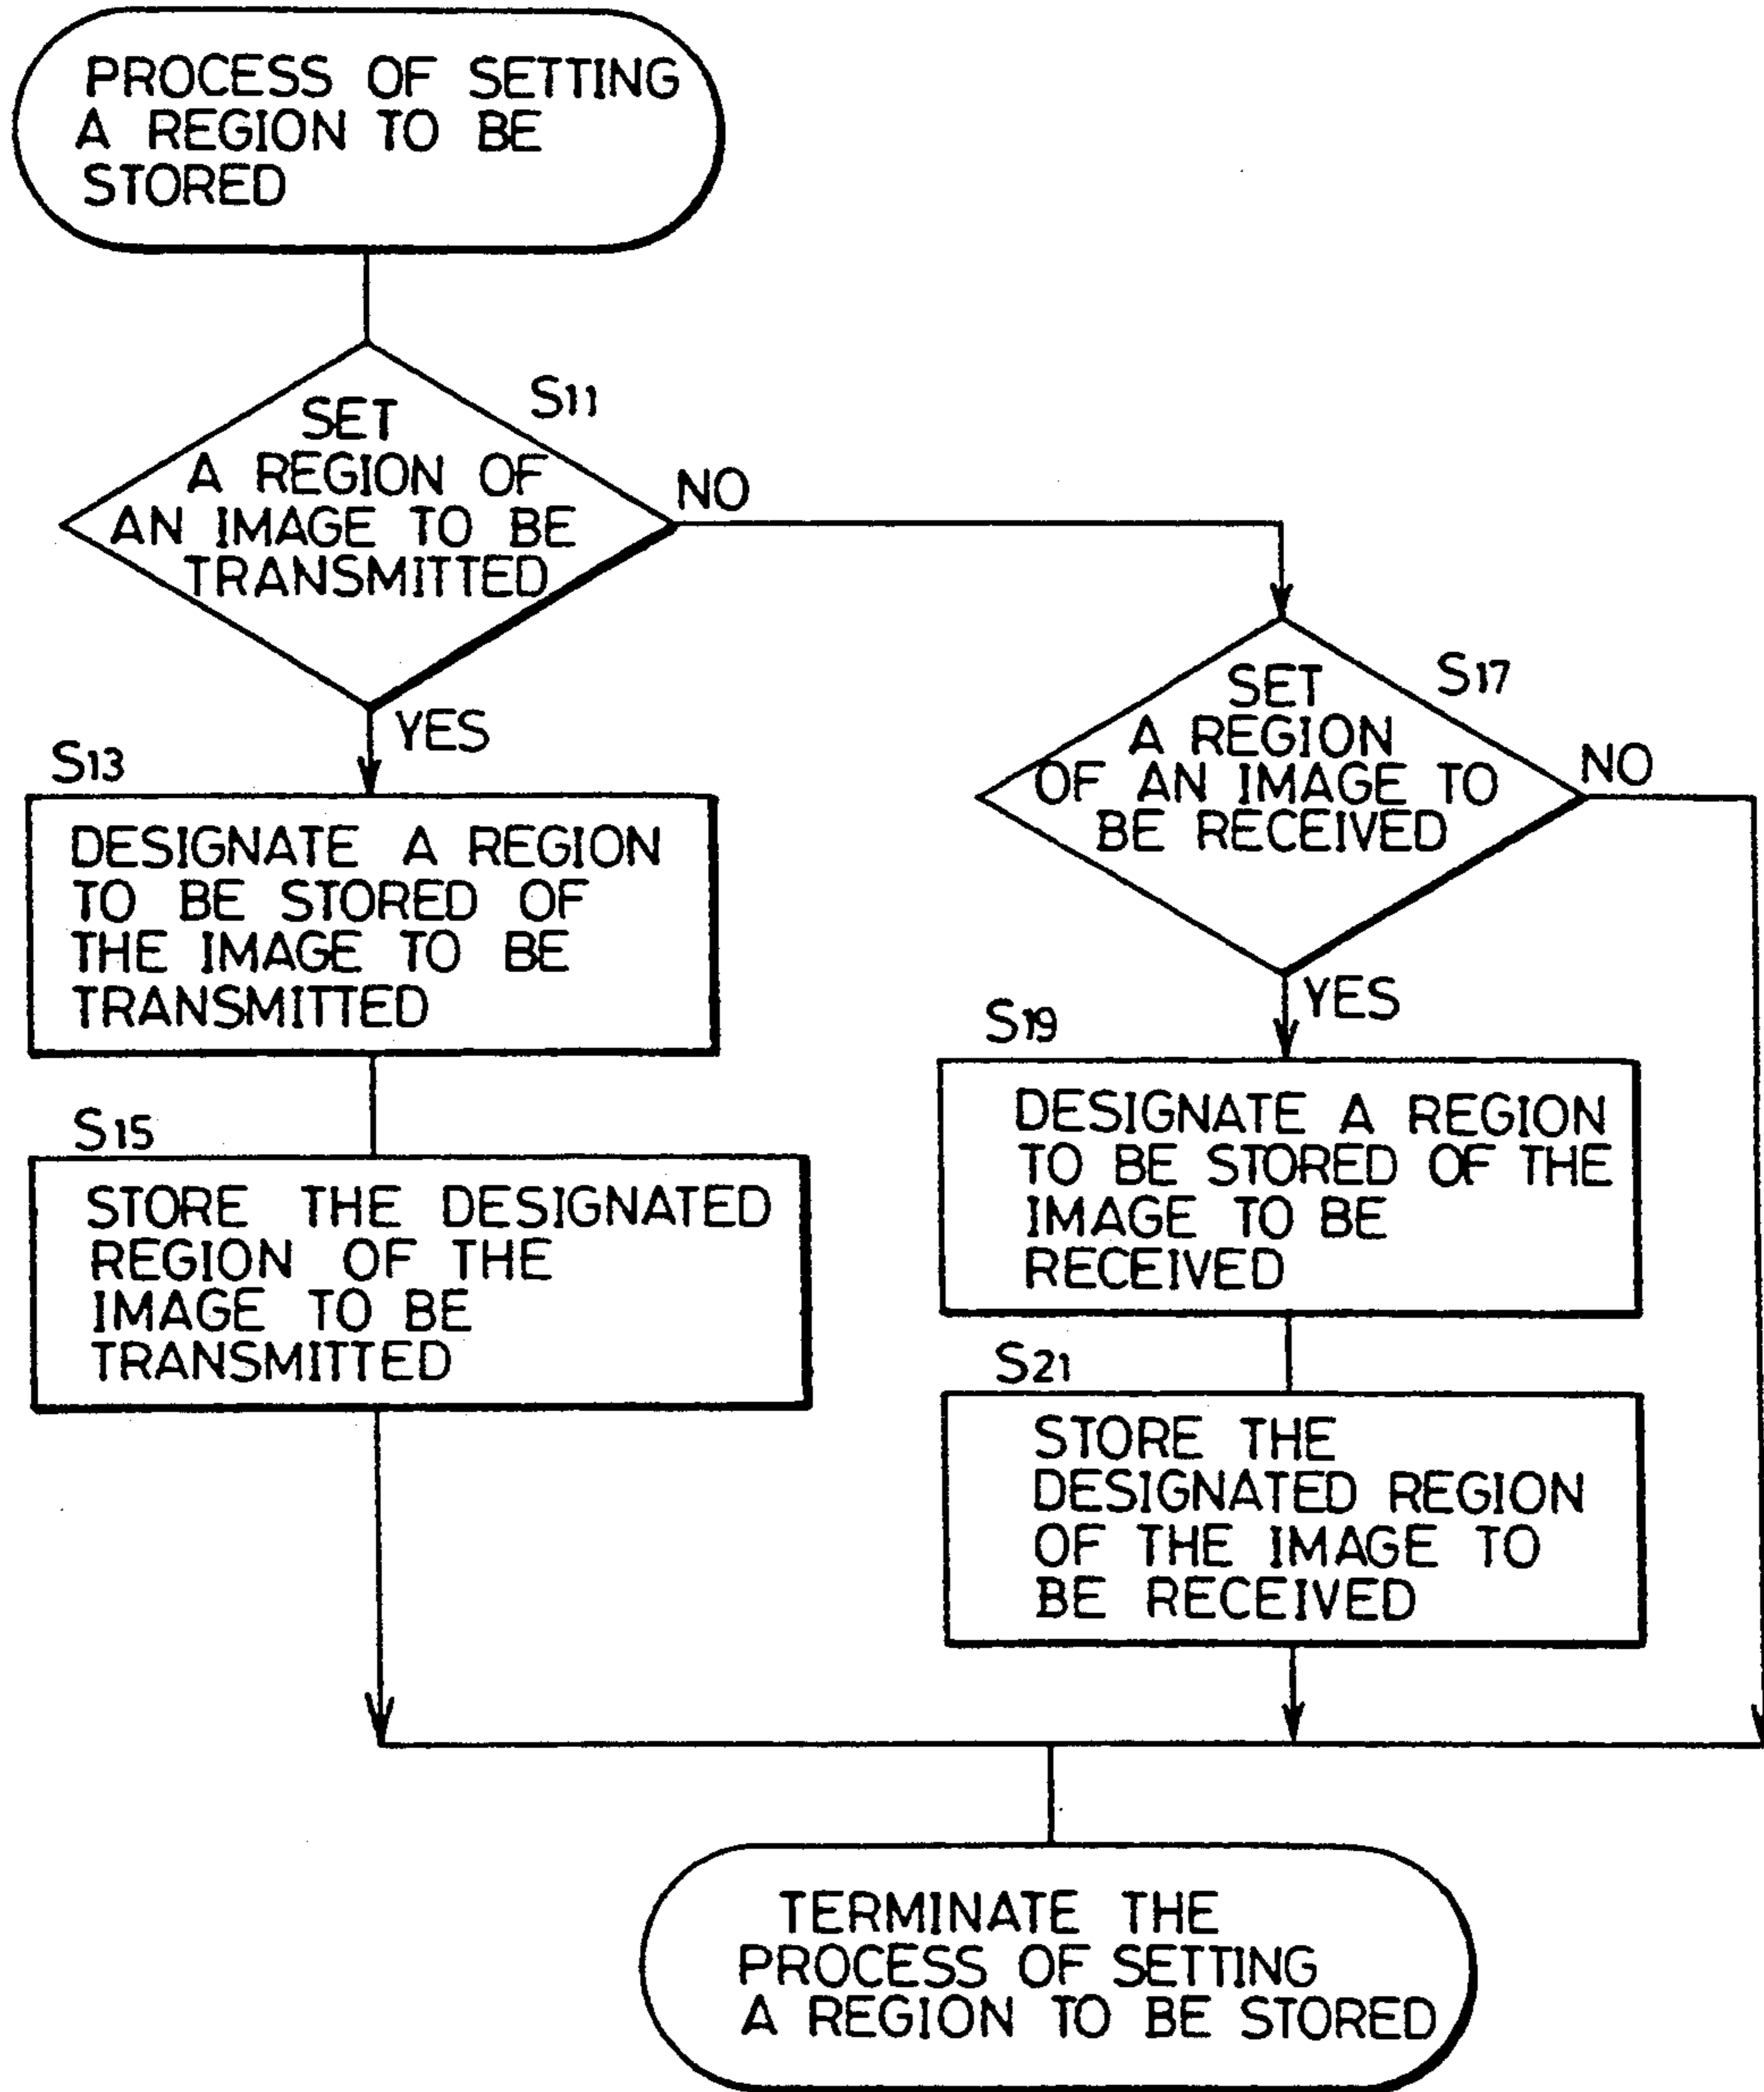 PROCESS OF SETTING
A REGION TO BE
STORED
S11
SET
A REGION OF
AN IMAGE TO BE
TRANSMITTED
NO
YES
S13
DESIGNATE A REGION
TO BE STORED OF
THE IMAGE TO BE
TRANSMITTED
S15
STORE THE DESIGNATED
REGION OF THE
IMAGE TO BE
TRANSMITTED
S17
SET
A REGION
OF AN IMAGE TO
BE RECEIVED
NO
YES
S19
DESIGNATE A REGION
TO BE STORED OF THE
IMAGE TO BE
RECEIVED
S21
STORE THE
DESIGNATED REGION
OF THE IMAGE TO
BE RECEIVED
TERMINATE THE
PROCESS OF SETTING
A REGION TO BE STORED